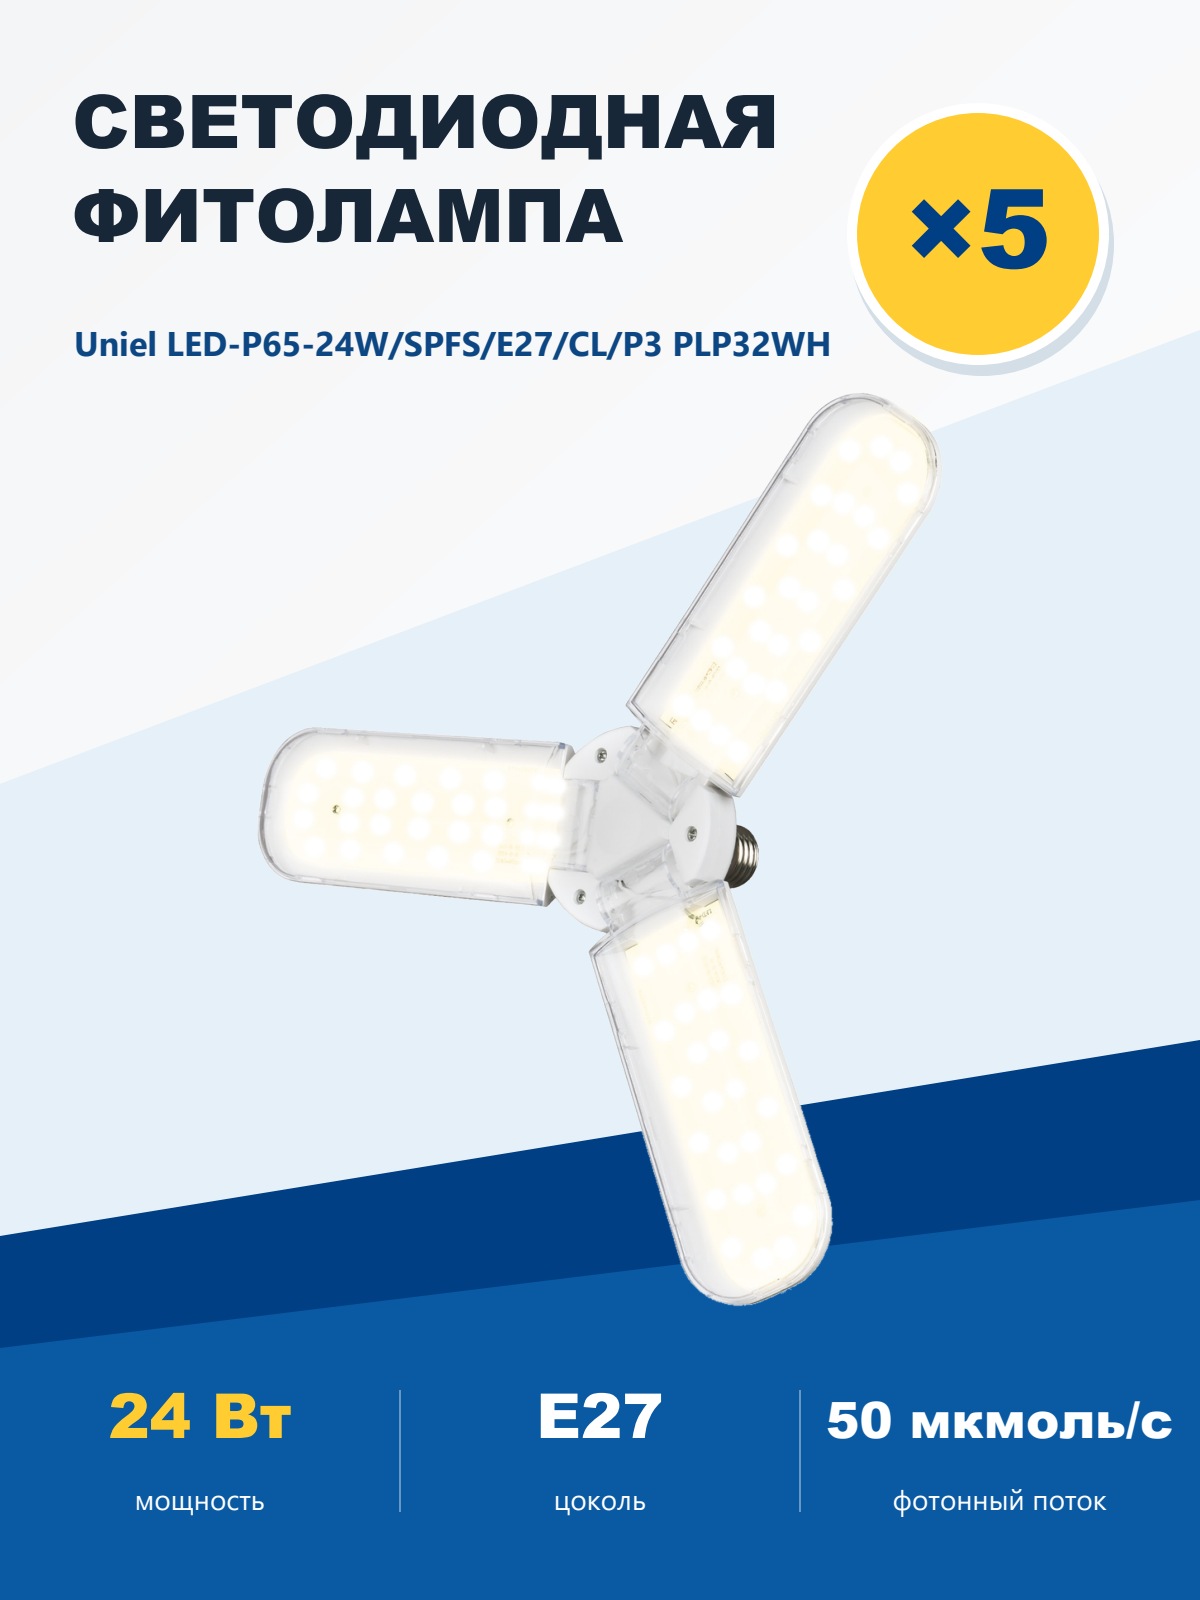 СВЕТОДИОДНАЯ
ФИТОЛАМПА
×5
Uniel LED-P65-24W/SPFS/E27/CL/P3 PLP32WH
24 Вт
E27
50 мкмоль/с
мощность
цоколь
фотонный поток